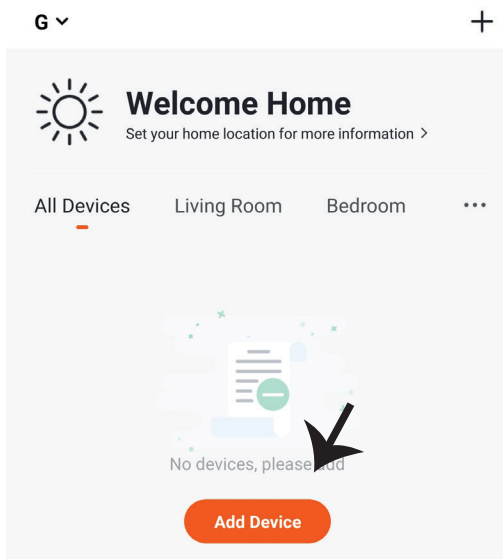 G
Welcome Home
Set your home location for more information >
All Devices Living Room Bedroom ...
No devices, please add
Add Device